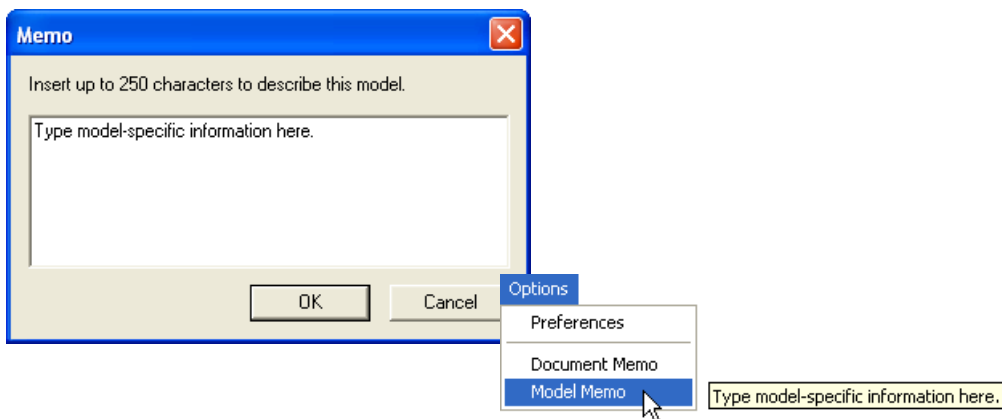 Memo
Insert up to 250 characters to describe this model.
Type model-specific information here.
OK Cancel
Options
Preferences
Document Memo
Model Memo
Type model-specific information here.